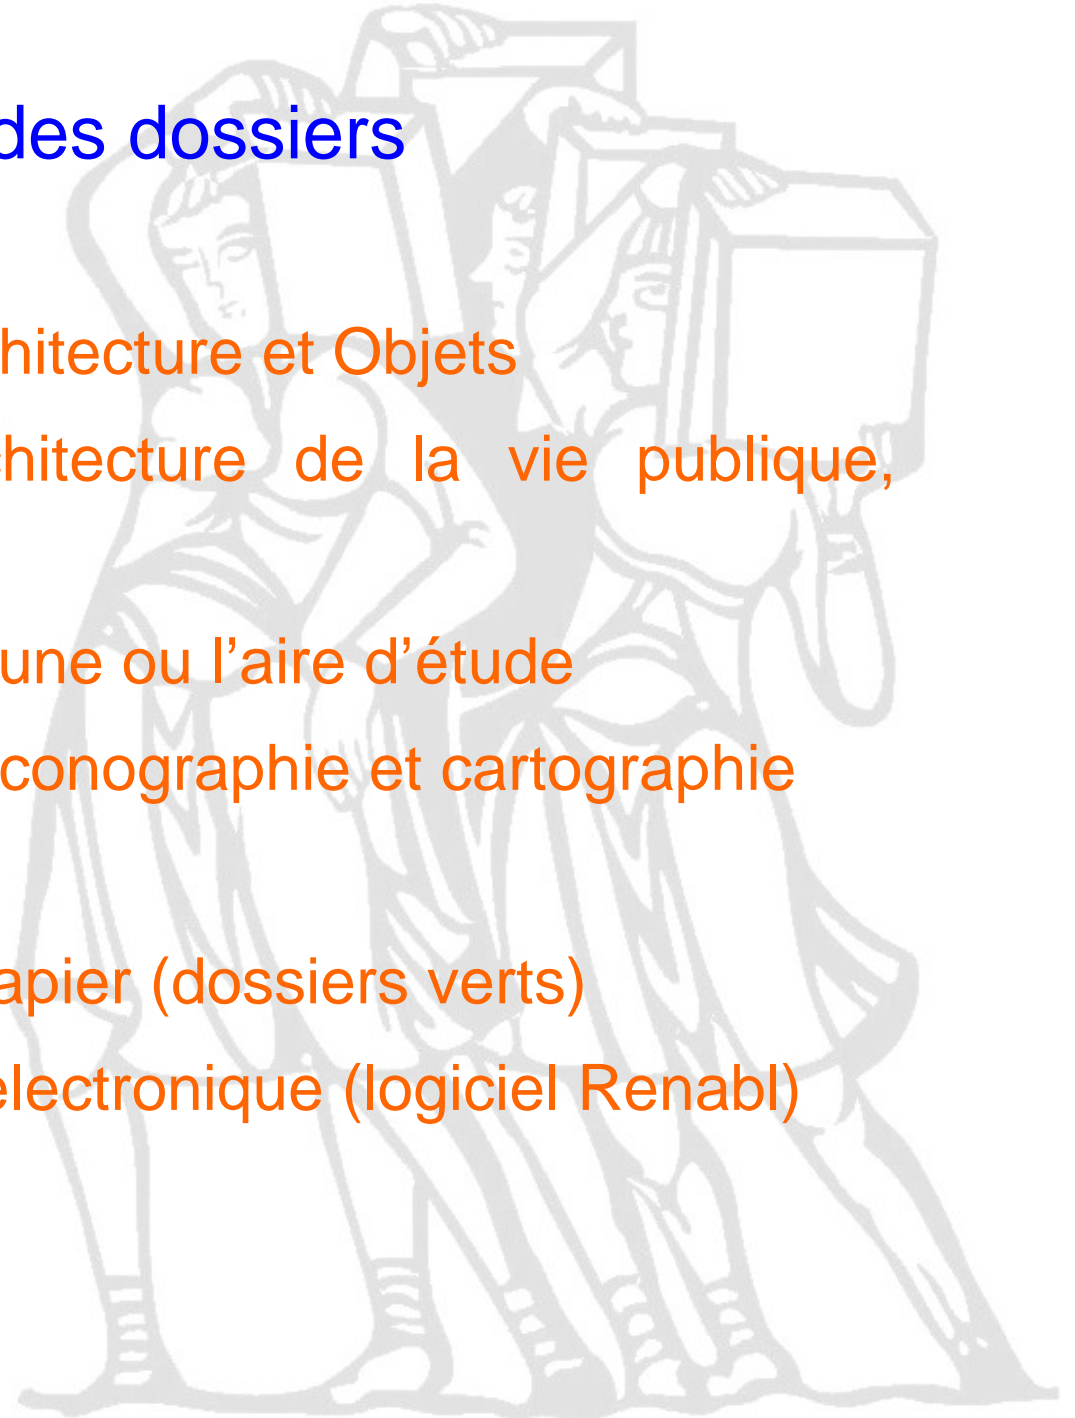 des dossiers
hitecture et Objets
chitecture de la vie publique,
une ou l’aire d’étude
conographie et cartographie
apier (dossiers verts)
électronique (logiciel Renabl)